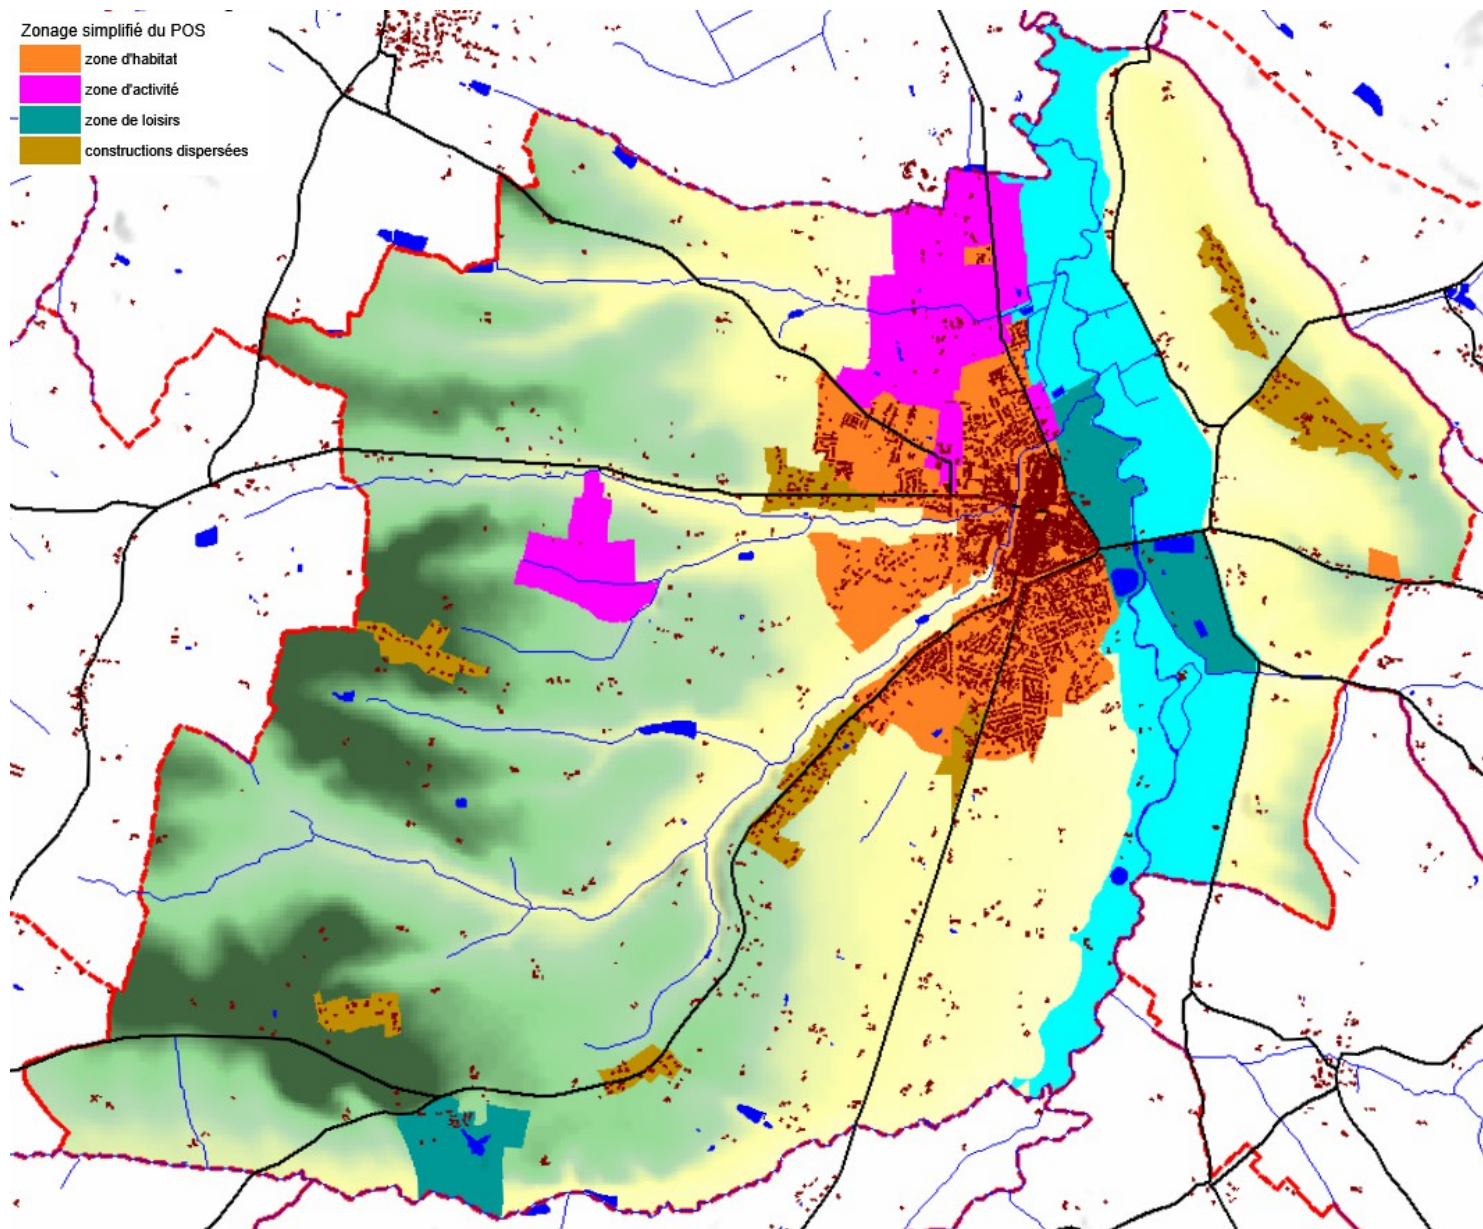 Zonage simplifié du POS
zone d'habitat
zone d'activité
zone de loisirs
constructions dispersées